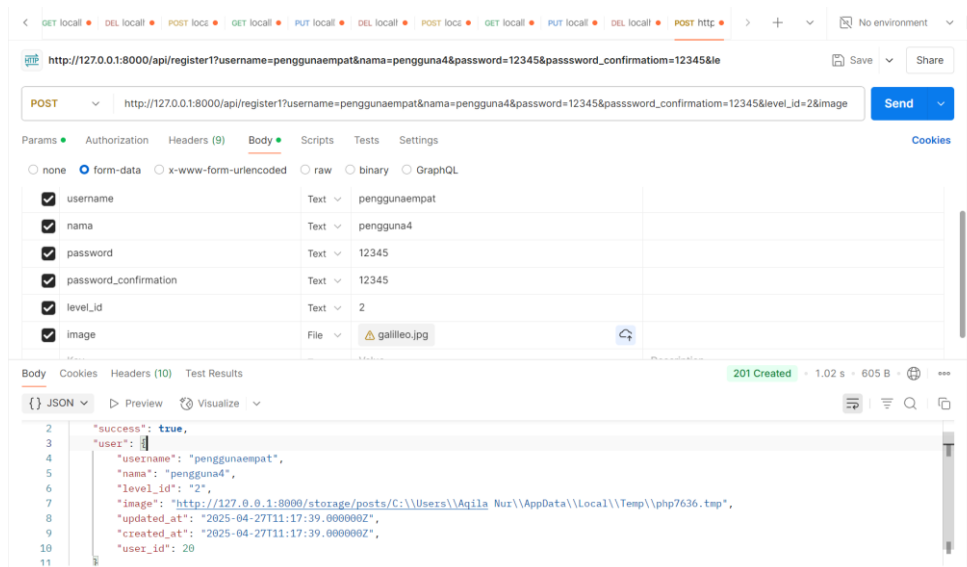 GET locall DEL locall POST loca GET locall PUT locall DEL locall POST loca GET locall PUT locall DEL locall POST http No environment
HTTP http://127.0.0.1:8000/api/register1?username=penggunaempat&nama=pengguna4&password=12345&passsword_confirmatiom=12345&le Save Share
POST http://127.0.0.1:8000/api/register1?username=penggunaempat&nama=pengguna4&password=12345&passsword_confirmatiom=12345&level_id=2&image Send
Params Authorization Headers (9) Body Scripts Tests Settings Cookies
none form-data x-www-form-urlencoded raw binary GraphQL
username Text penggunaempat
nama Text pengguna4
password Text 12345
password_confirmation Text 12345
level_id Text 2
image File galilleo.jpg
Body Cookies Headers (10) Test Results 201 Created 1.02 s 605 B
{} JSON Preview Visualize
2 "success": true,
3 "user": {
4 "username": "penggunaempat",
5 "nama": "pengguna4",
6 "level_id": "2",
7 "image": "http://127.0.0.1:8000/storage/posts/C:\\Users\\Aqila Nur\\AppData\\Local\\Temp\\php7636.tmp",
8 "updated_at": "2025-04-27T11:17:39.000000Z",
9 "created_at": "2025-04-27T11:17:39.000000Z",
10 "user_id": 20
11 }